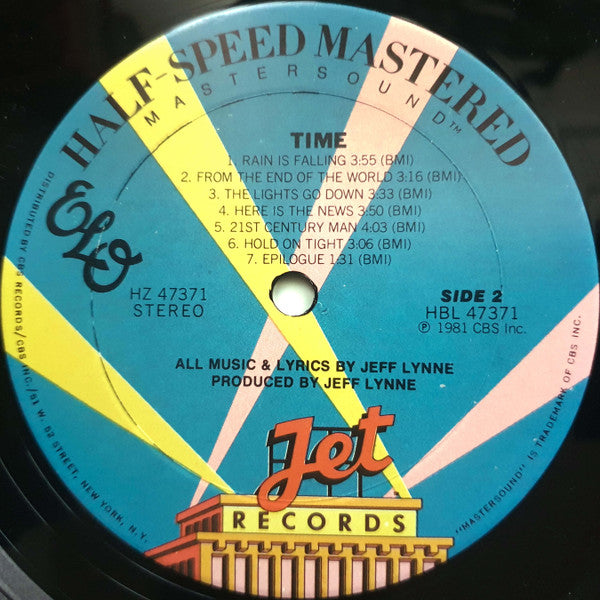 HALF-SPEED MASTERED
MASTERSOUND™
TIME
1. RAIN IS FALLING 3:55 (BMI)
2. FROM THE END OF THE WORLD 3:16 (BMI)
3. THE LIGHTS GO DOWN 3:33 (BMI)
4. HERE IS THE NEWS 3:50 (BMI)
5. 21ST CENTURY MAN 4:03 (BMI)
6. HOLD ON TIGHT 3:06 (BMI)
7. EPILOGUE 1:31 (BMI)
ELO
HZ 47371
STEREO
SIDE 2
HBL 47371
℗ 1981 CBS Inc.
ALL MUSIC & LYRICS BY JEFF LYNNE
PRODUCED BY JEFF LYNNE
Jet
RECORDS
DISTRIBUTED BY CBS RECORDS/CBS INC./51 W. 52 STREET, NEW YORK, N.Y.
"MASTERSOUND" IS TRADEMARK OF CBS INC.